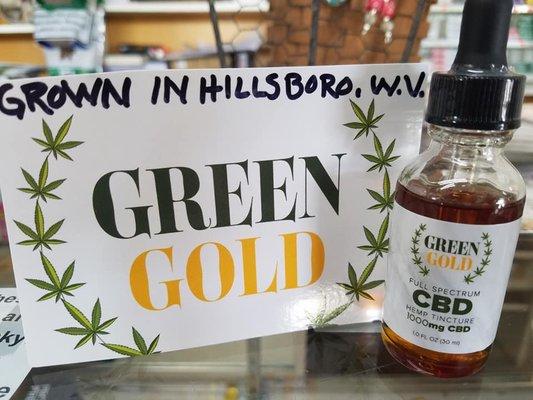 GROWN IN HILLSBORO, W.V.
GREEN
GOLD
GREEN
GOLD
FULL SPECTRUM
CBD
HEMP TINCTURE
1000mg CBD
1.0 FL OZ (30 ml)